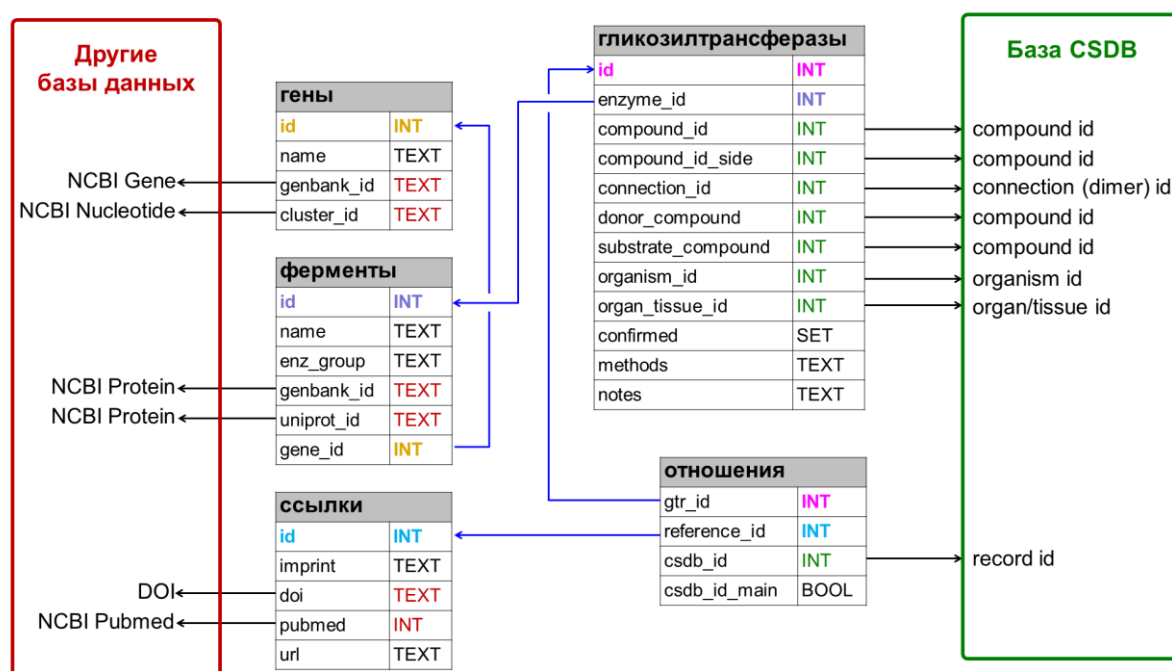 Другие
базы данных
NCBI Gene
NCBI Nucleotide
NCBI Protein
NCBI Protein
DOI
NCBI Pubmed
гены
id INT
name TEXT
genbank_id TEXT
cluster_id TEXT
ферменты
id INT
name TEXT
enz_group TEXT
genbank_id TEXT
uniprot_id TEXT
gene_id INT
ссылки
id INT
imprint TEXT
doi TEXT
pubmed INT
url TEXT
гликозилтрансферазы
id INT
enzyme_id INT
compound_id INT
compound_id_side INT
connection_id INT
donor_compound INT
substrate_compound INT
organism_id INT
organ_tissue_id INT
confirmed SET
methods TEXT
notes TEXT
отношения
gtr_id INT
reference_id INT
csdb_id INT
csdb_id_main BOOL
База CSDB
compound id
compound id
connection (dimer) id
compound id
compound id
organism id
organ/tissue id
record id